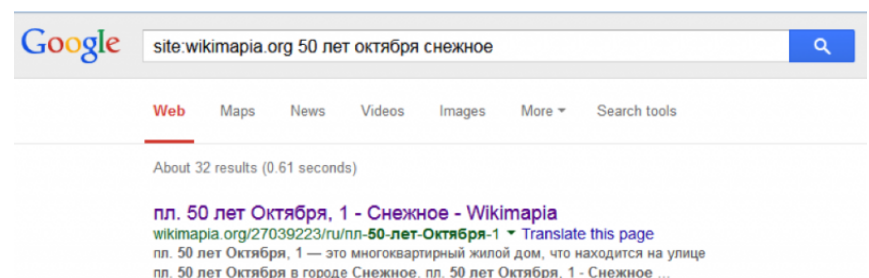 Google site:wikimapia.org 50 лет октября снежное
Web Maps News Videos Images More Search tools
About 32 results (0.61 seconds)
пл. 50 лет Октября, 1 - Снежное - Wikimapia
wikimapia.org/27039223/ru/пл-50-лет-Октября-1 Translate this page
пл. 50 лет Октября, 1 — это многоквартирный жилой дом, что находится на улице
пл. 50 лет Октября в городе Снежное. пл. 50 лет Октября, 1 - Снежное ...